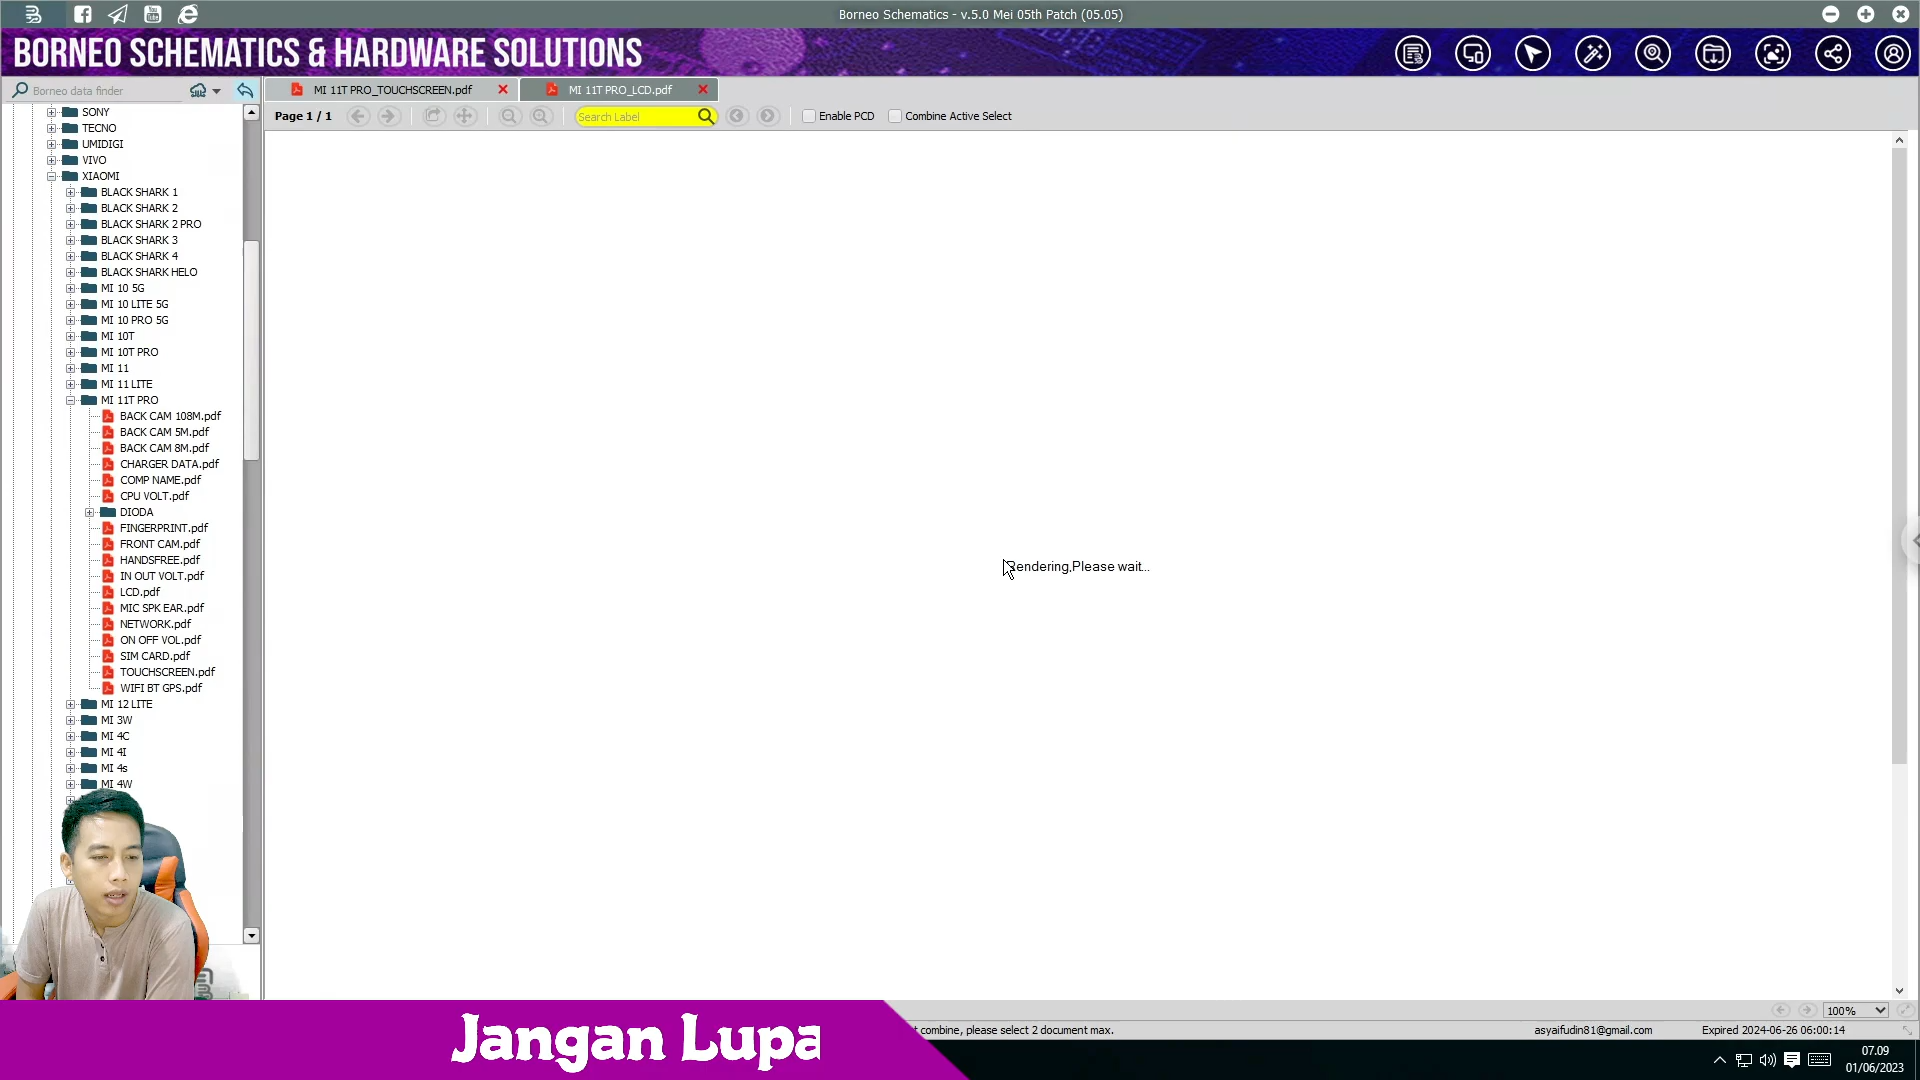 Borneo Schematics - v.5.0 Mei 05th Patch (05.05)
BORNEO SCHEMATICS & HARDWARE SOLUTIONS
Borneo data finder
MI 11T PRO_TOUCHSCREEN.pdf
MI 11T PRO_LCD.pdf
Page 1 / 1
Search Label
Enable PCD
Combine Active Select
SONY
TECNO
UMIDIGI
VIVO
XIAOMI
BLACK SHARK 1
BLACK SHARK 2
BLACK SHARK 2 PRO
BLACK SHARK 3
BLACK SHARK 4
BLACK SHARK HELO
MI 10 5G
MI 10 LITE 5G
MI 10 PRO 5G
MI 10T
MI 10T PRO
MI 11
MI 11 LITE
MI 11T PRO
BACK CAM 108M.pdf
BACK CAM 5M.pdf
BACK CAM 8M.pdf
CHARGER DATA.pdf
COMP NAME.pdf
CPU VOLT.pdf
DIODA
FINGERPRINT.pdf
FRONT CAM.pdf
HANDSFREE.pdf
IN OUT VOLT.pdf
LCD.pdf
MIC SPK EAR.pdf
NETWORK.pdf
ON OFF VOL.pdf
SIM CARD.pdf
TOUCHSCREEN.pdf
WIFI BT GPS.pdf
MI 12 LITE
MI 3W
MI 4C
MI 4I
MI 4s
MI 4W
Rendering,Please wait...
100%
t combine, please select 2 document max.
asyaifudin81@gmail.com
Expired 2024-06-26 06:00:14
Jangan Lupa
07.09
01/06/2023